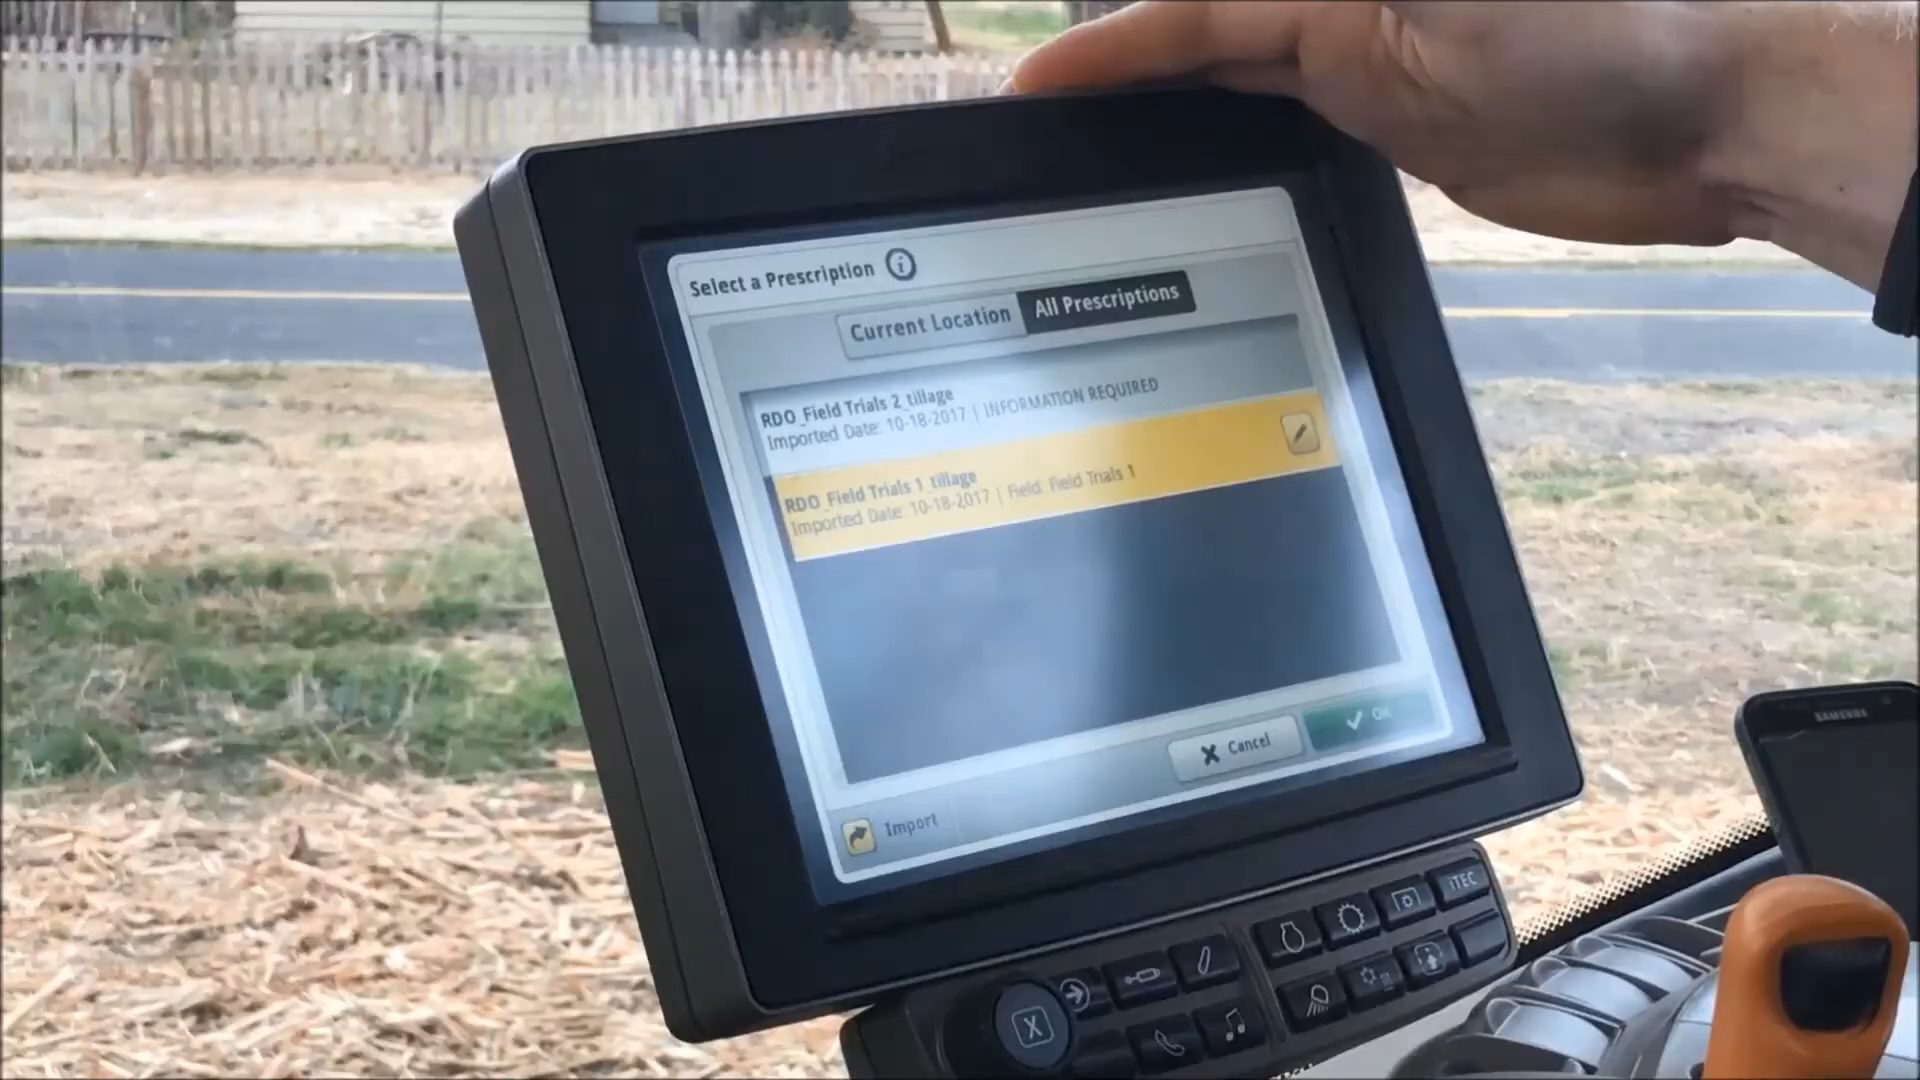 Select a Prescription
Current Location
All Prescriptions
RDO_Field Trials 2_tillage
Imported Date: 10-18-2017 | INFORMATION REQUIRED
RDO_Field Trials 1_tillage
Imported Date: 10-18-2017 | Field: Field Trials 1
Cancel
OK
Import
SAMSUNG
iTEC
X